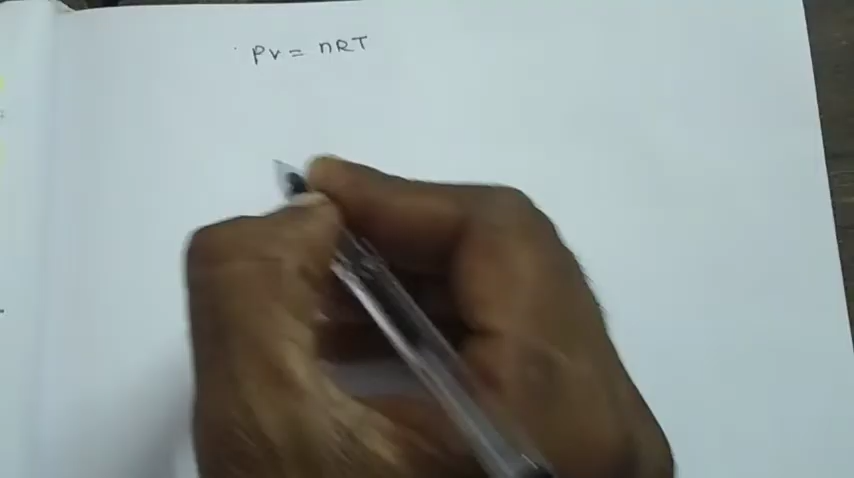 PV = nRT